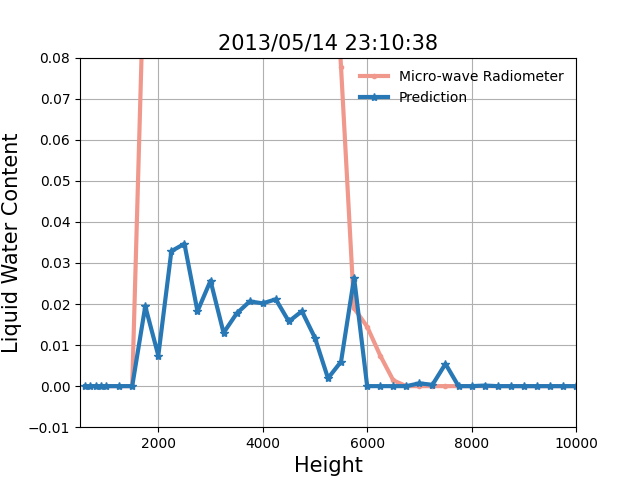 2013/05/14 23:10:38
Micro-wave Radiometer
Prediction
0.08
0.07
0.06
0.05
0.04
0.03
0.02
0.01
0.00
−0.01
Liquid Water Content
2000 4000 6000 8000 10000
Height